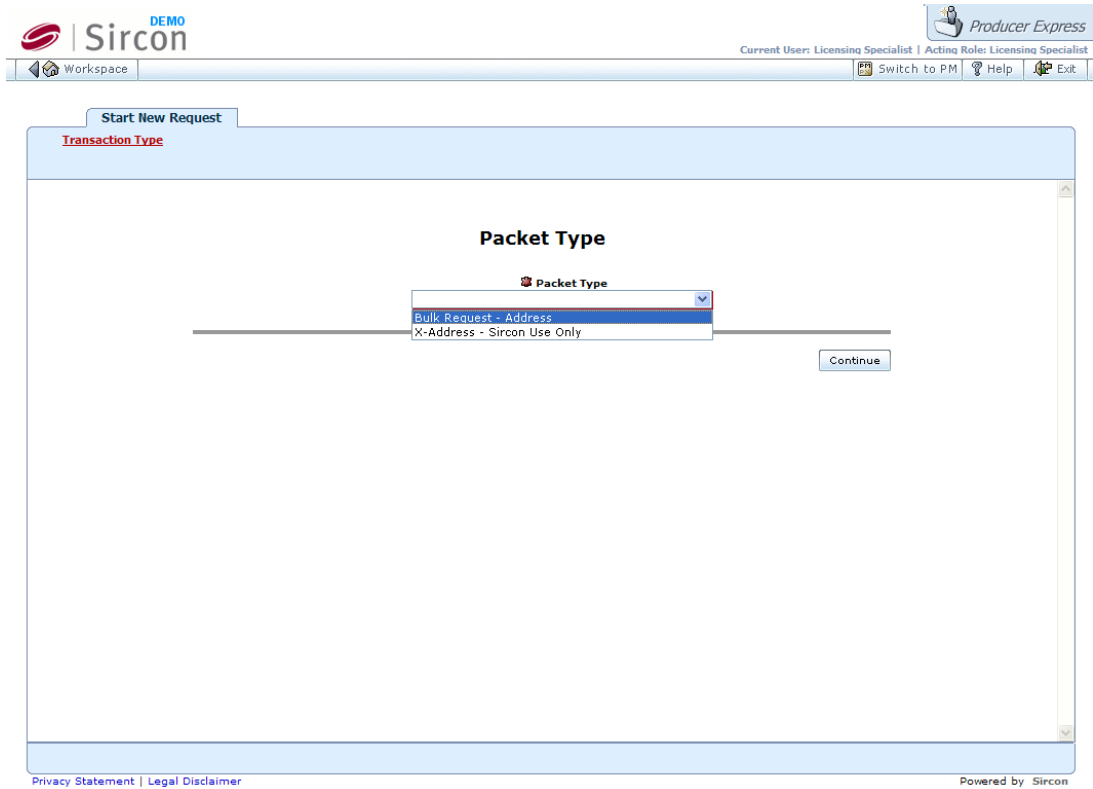 DEMO
Sircon
Producer Express
Current User: Licensing Specialist | Acting Role: Licensing Specialist
Workspace
PM Switch to PM
Help
Exit
Start New Request
Transaction Type
Packet Type
Packet Type
Bulk Request - Address
X-Address - Sircon Use Only
Continue
Privacy Statement | Legal Disclaimer
Powered by Sircon